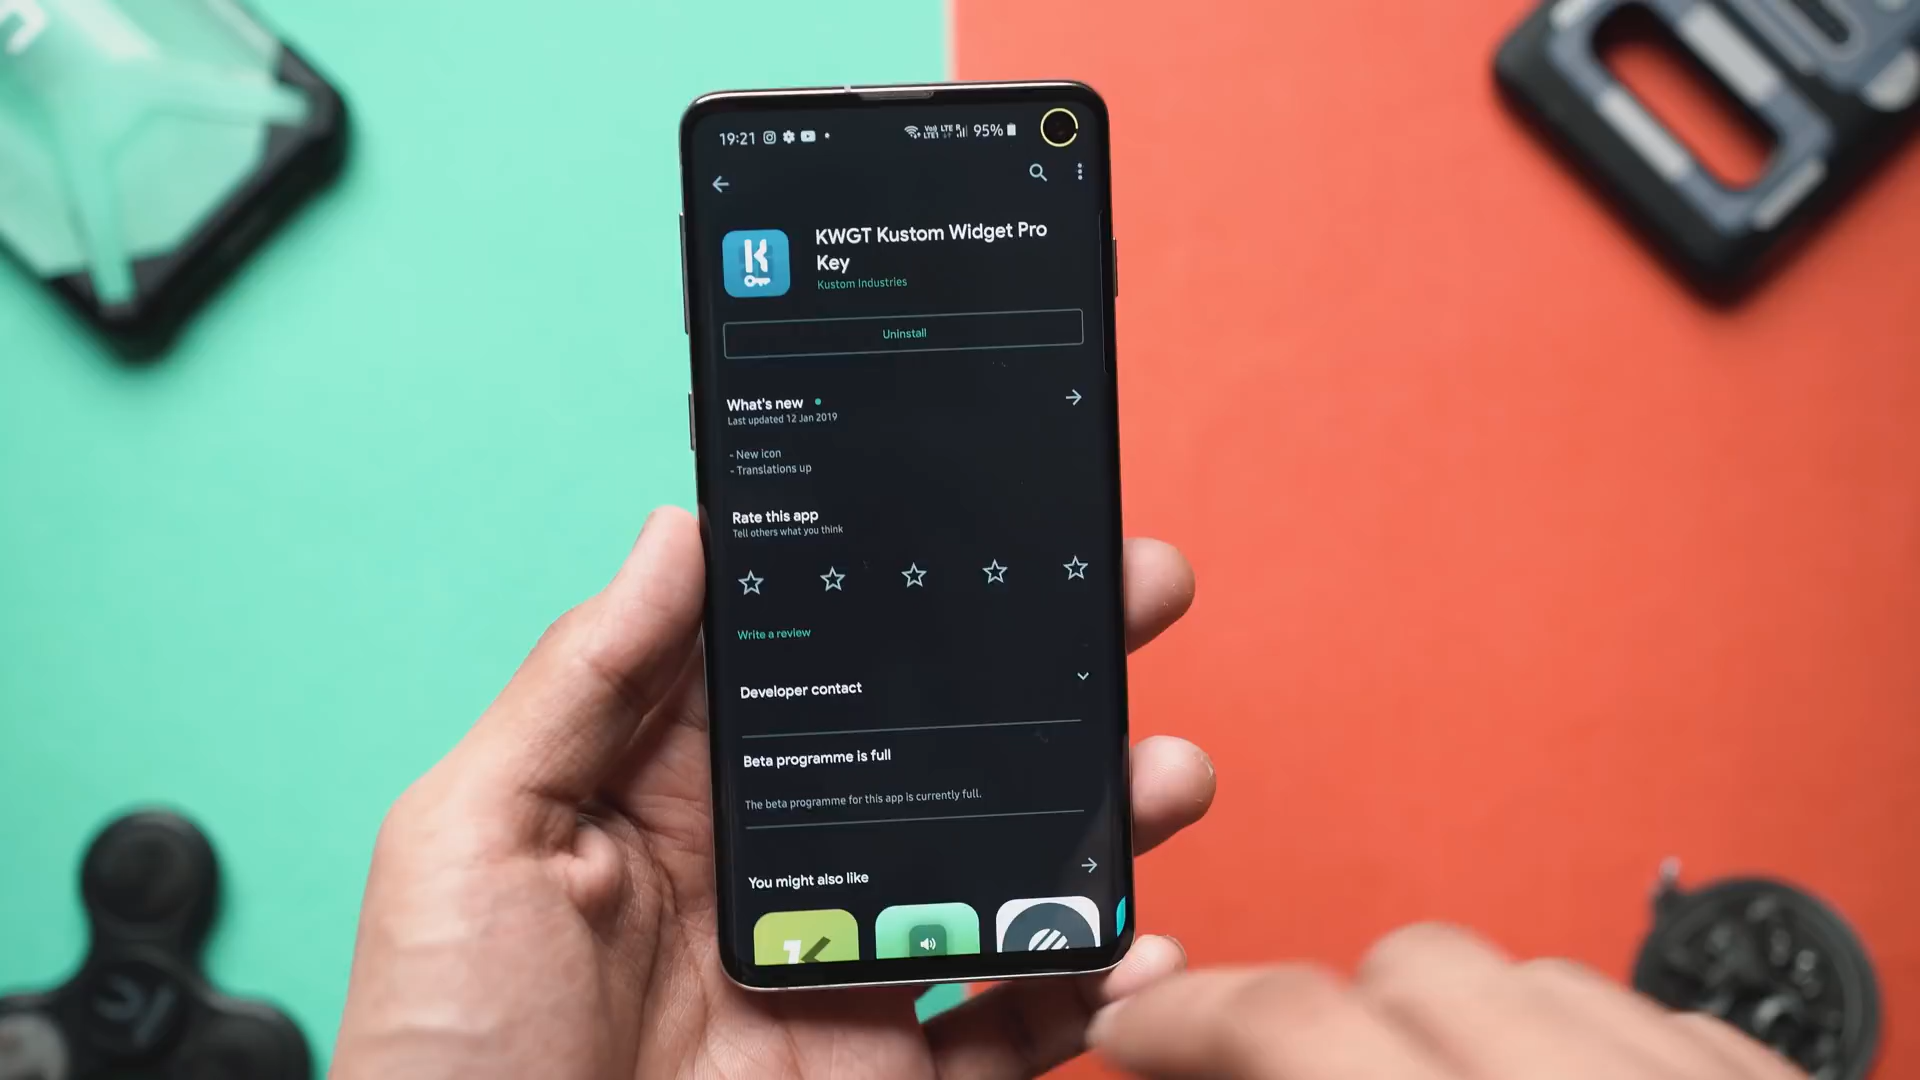 19:21
95%
KWGT Kustom Widget Pro
Key
Kustom Industries
Uninstall
What's new
Last updated 12 Jan 2019
- New icon
- Translations up
Rate this app
Tell others what you think
Write a review
Developer contact
Beta programme is full
The beta programme for this app is currently full.
You might also like